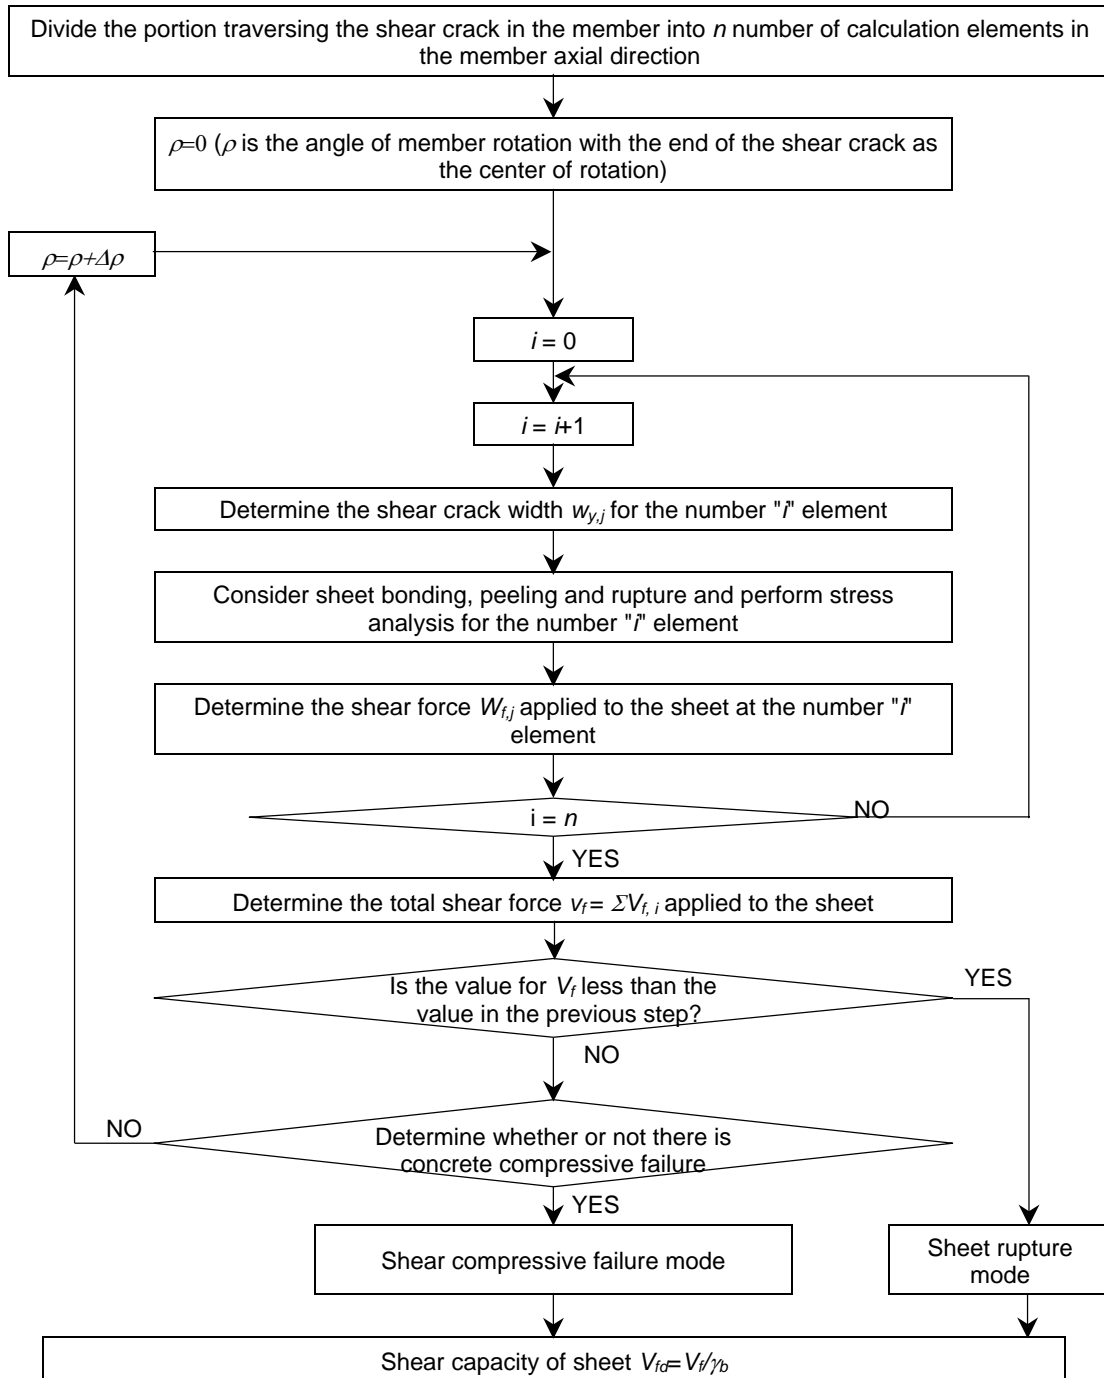 Divide the portion traversing the shear crack in the member into n number of calculation elements in
the member axial direction
ρ=0 (ρ is the angle of member rotation with the end of the shear crack as
the center of rotation)
ρ=ρ+Δρ
i = 0
i = i+1
Determine the shear crack width wy,j for the number "i" element
Consider sheet bonding, peeling and rupture and perform stress
analysis for the number "i" element
Determine the shear force Wf,j applied to the sheet at the number "i"
element
i = n
NO
YES
Determine the total shear force vf = ΣVf, i applied to the sheet
Is the value for Vf less than the
value in the previous step?
YES
NO
NO
Determine whether or not there is
concrete compressive failure
YES
Shear compressive failure mode
Sheet rupture
mode
Shear capacity of sheet Vfd=Vf/γb